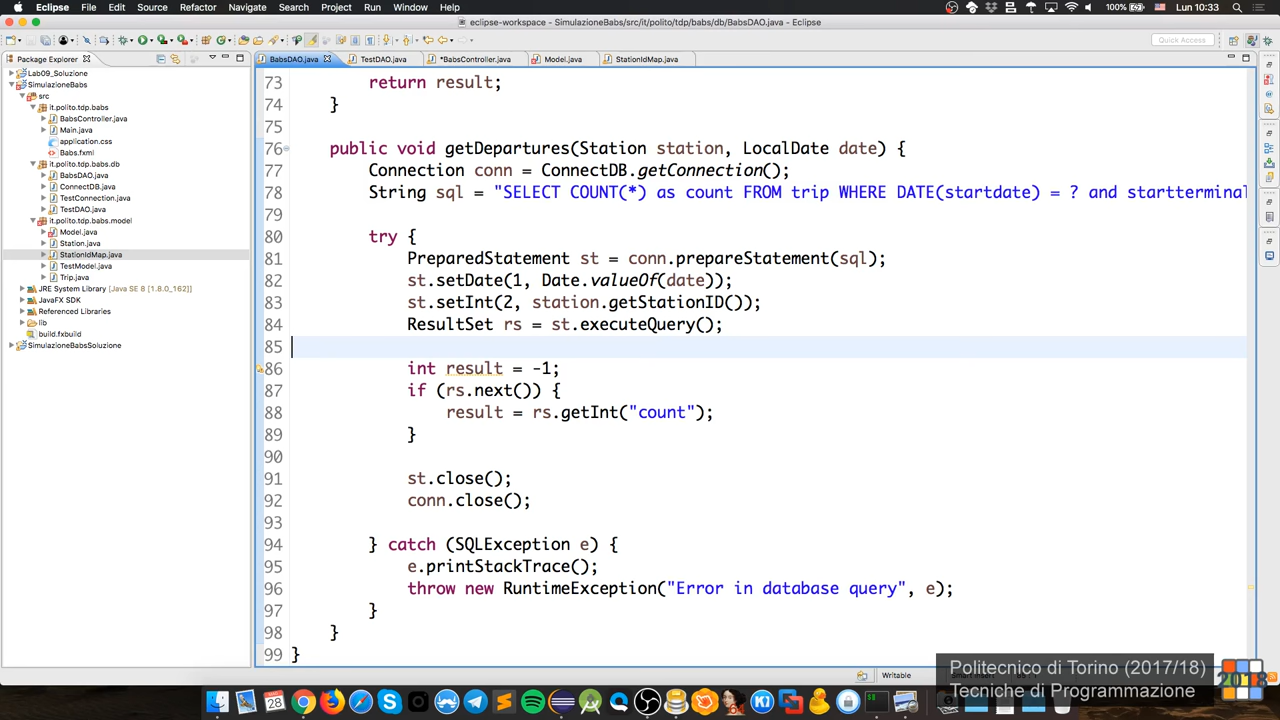 Eclipse File Edit Source Refactor Navigate Search Project Run Window Help 100% Lun 10:33
eclipse-workspace - SimulazioneBabs/src/it/polito/tdp/babs/db/BabsDAO.java - Eclipse
Quick Access
Package Explorer
BabsDAO.java TestDAO.java *BabsController.java Model.java StationIdMap.java
Lab09_Soluzione
SimulazioneBabs
src
it.polito.tdp.babs
BabsController.java
Main.java
application.css
Babs.fxml
it.polito.tdp.babs.db
BabsDAO.java
ConnectDB.java
TestConnection.java
TestDAO.java
it.polito.tdp.babs.model
Model.java
Station.java
StationIdMap.java
TestModel.java
Trip.java
JRE System Library [Java SE 8 [1.8.0_162]]
JavaFX SDK
Referenced Libraries
lib
build.fxbuild
SimulazioneBabsSoluzione
73 return result;
74 }
75
76 public void getDepartures(Station station, LocalDate date) {
77 Connection conn = ConnectDB.getConnection();
78 String sql = "SELECT COUNT(*) as count FROM trip WHERE DATE(startdate) = ? and startterminal
79
80 try {
81 PreparedStatement st = conn.prepareStatement(sql);
82 st.setDate(1, Date.valueOf(date));
83 st.setInt(2, station.getStationID());
84 ResultSet rs = st.executeQuery();
85
86 int result = -1;
87 if (rs.next()) {
88 result = rs.getInt("count");
89 }
90
91 st.close();
92 conn.close();
93
94 } catch (SQLException e) {
95 e.printStackTrace();
96 throw new RuntimeException("Error in database query", e);
97 }
98 }
99 }
Writable
Politecnico di Torino (2017/18)
Tecniche di Programmazione
2018